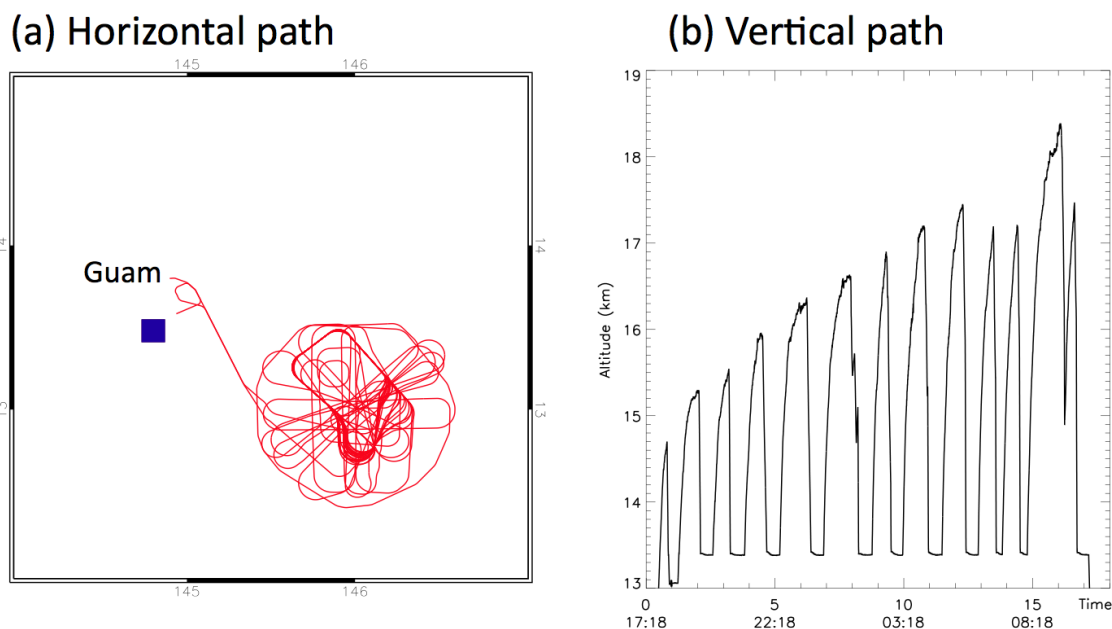 (a) Horizontal path
(b) Vertical path
145 146
14 14
Guam
13 13
145 146
19
18
17
16
15
14
13
Altitude (km)
0 5 10 15 Time
17:18 22:18 03:18 08:18